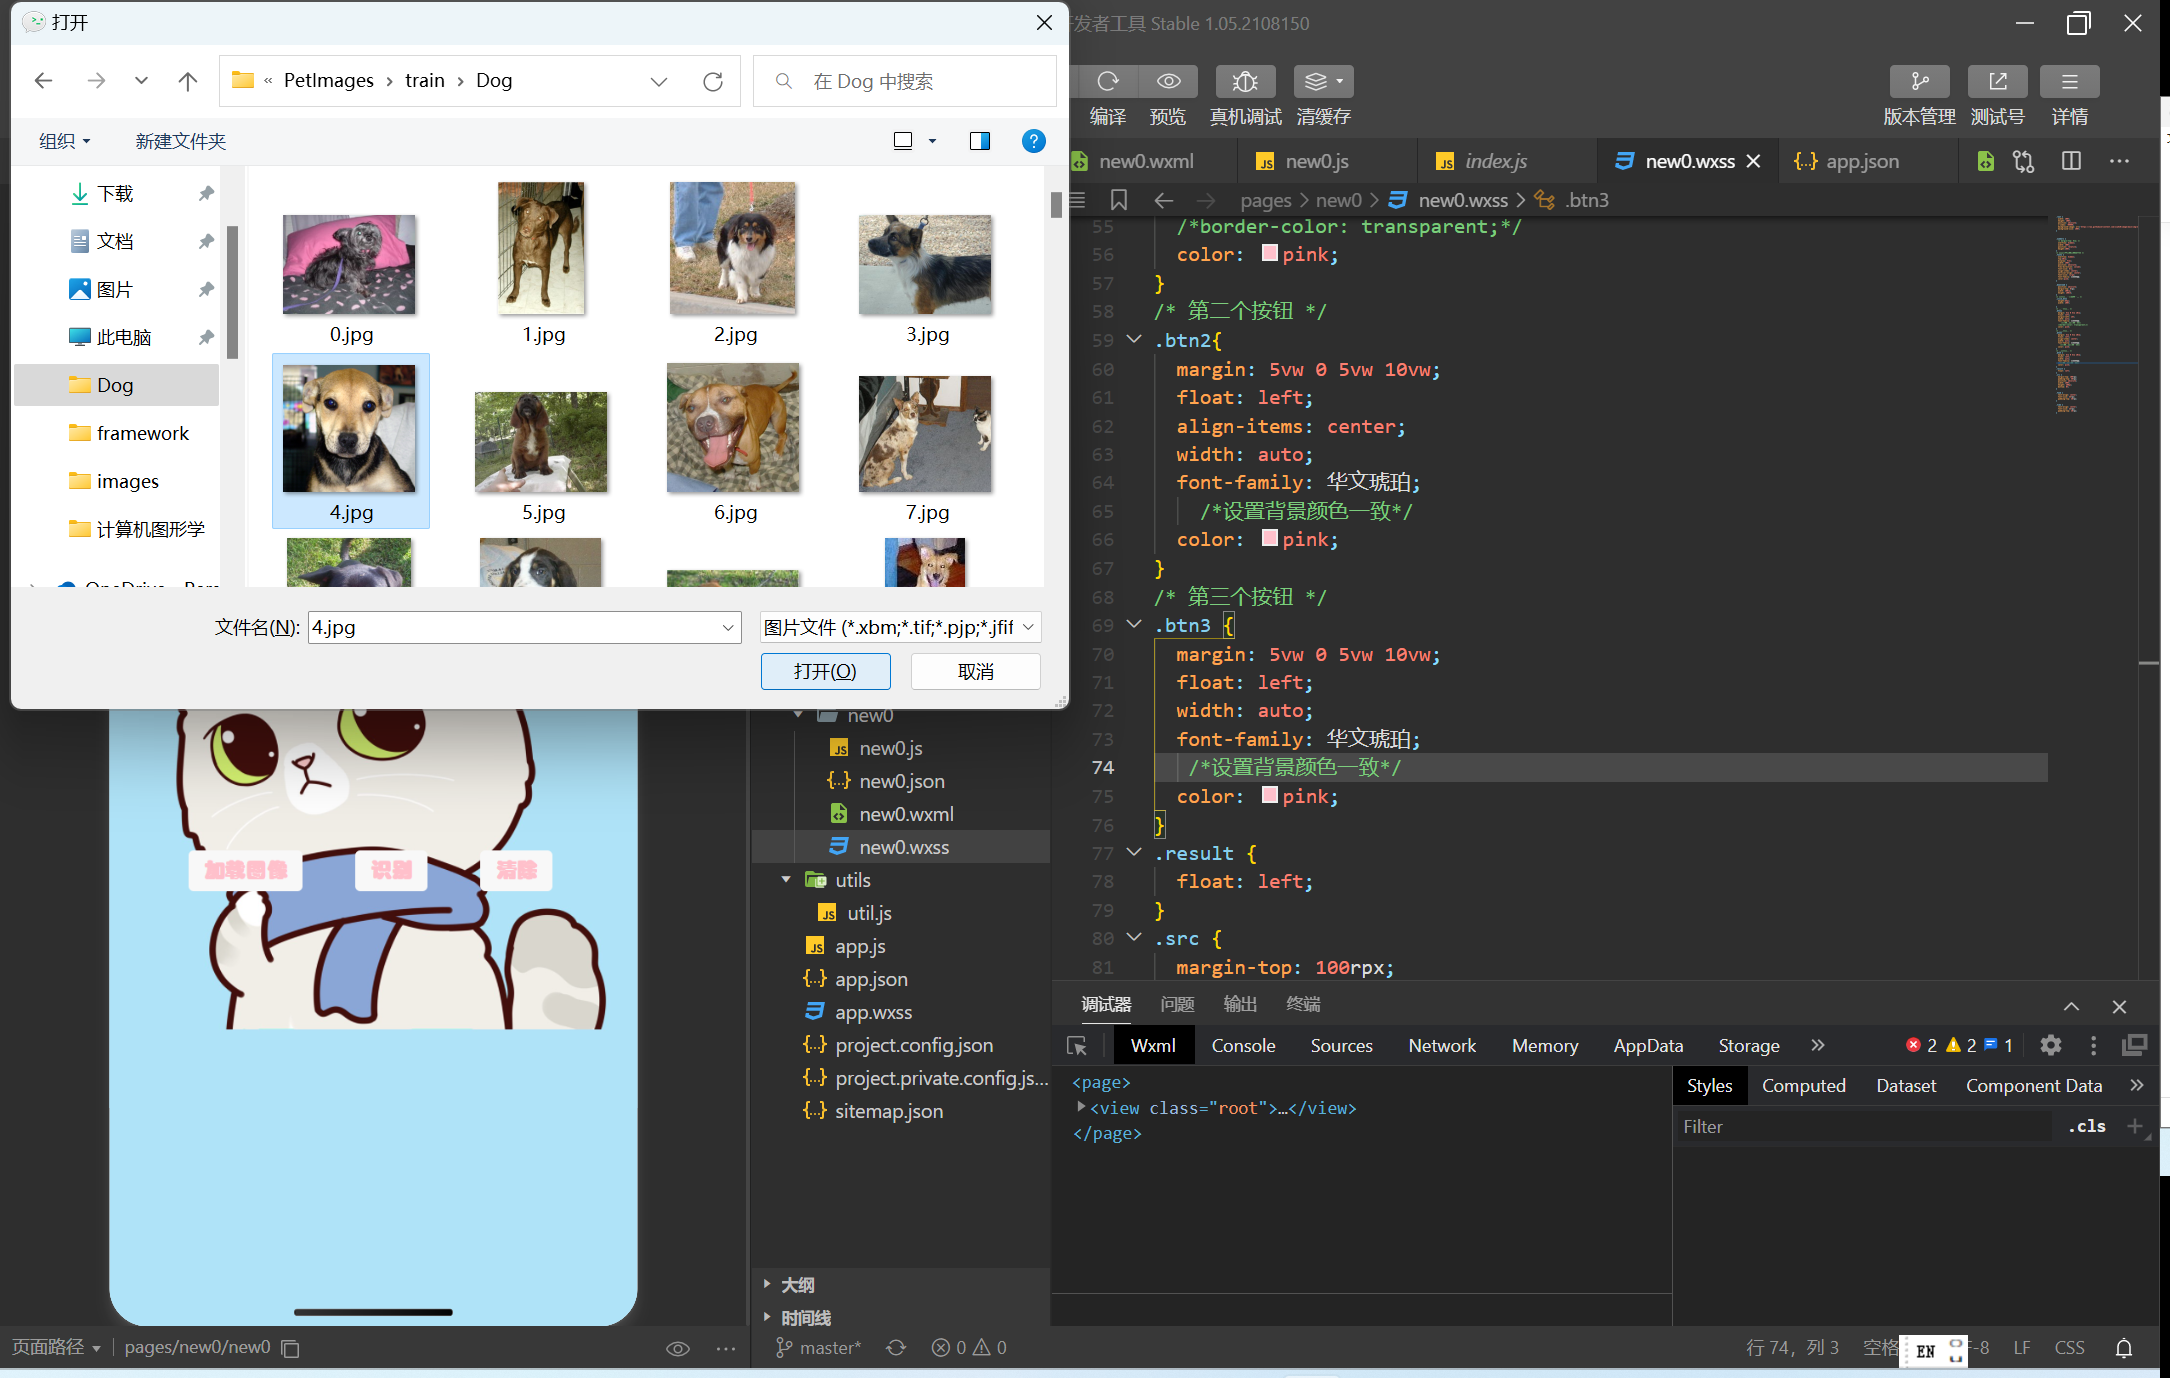 打开
开发者工具 Stable 1.05.2108150
« PetImages › train › Dog
在 Dog 中搜索
组织
新建文件夹
下载
文档
图片
此电脑
Dog
framework
images
计算机图形学
0.jpg
1.jpg
2.jpg
3.jpg
4.jpg
5.jpg
6.jpg
7.jpg
文件名(N):
4.jpg
图片文件 (*.xbm;*.tif;*.pjp;*.jfif
打开(O)
取消
编译
预览
真机调试
清缓存
版本管理
测试号
详情
new0.wxml
new0.js
index.js
new0.wxss
app.json
pages > new0 > new0.wxss > .btn3
55 /*border-color: transparent;*/
56 color: pink;
57 }
58 /* 第二个按钮 */
59 .btn2{
60 margin: 5vw 0 5vw 10vw;
61 float: left;
62 align-items: center;
63 width: auto;
64 font-family: 华文琥珀;
65 /*设置背景颜色一致*/
66 color: pink;
67 }
68 /* 第三个按钮 */
69 .btn3 {
70 margin: 5vw 0 5vw 10vw;
71 float: left;
72 width: auto;
73 font-family: 华文琥珀;
74 /*设置背景颜色一致*/
75 color: pink;
76 }
77 .result {
78 float: left;
79 }
80 .src {
81 margin-top: 100rpx;
加载图像
识别
清除
new0
new0.js
new0.json
new0.wxml
new0.wxss
utils
util.js
app.js
app.json
app.wxss
project.config.json
project.private.config.js...
sitemap.json
大纲
时间线
调试器
问题
输出
终端
Wxml
Console
Sources
Network
Memory
AppData
Storage
2
2
1
<page>
<view class="root">…</view>
</page>
Styles
Computed
Dataset
Component Data
Filter
.cls
页面路径
pages/new0/new0
master*
0
0
行 74，列 3
空格
EN
-8
LF
CSS